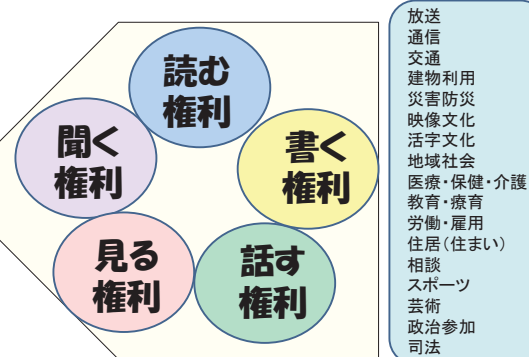 読む
権利
聞く
権利
書く
権利
見る
権利
話す
権利
放送
通信
交通
建物利用
災害防災
映像文化
活字文化
地域社会
医療・保健・介護
教育・療育
労働・雇用
住居（住まい）
相談
スポーツ
芸術
政治参加
司法